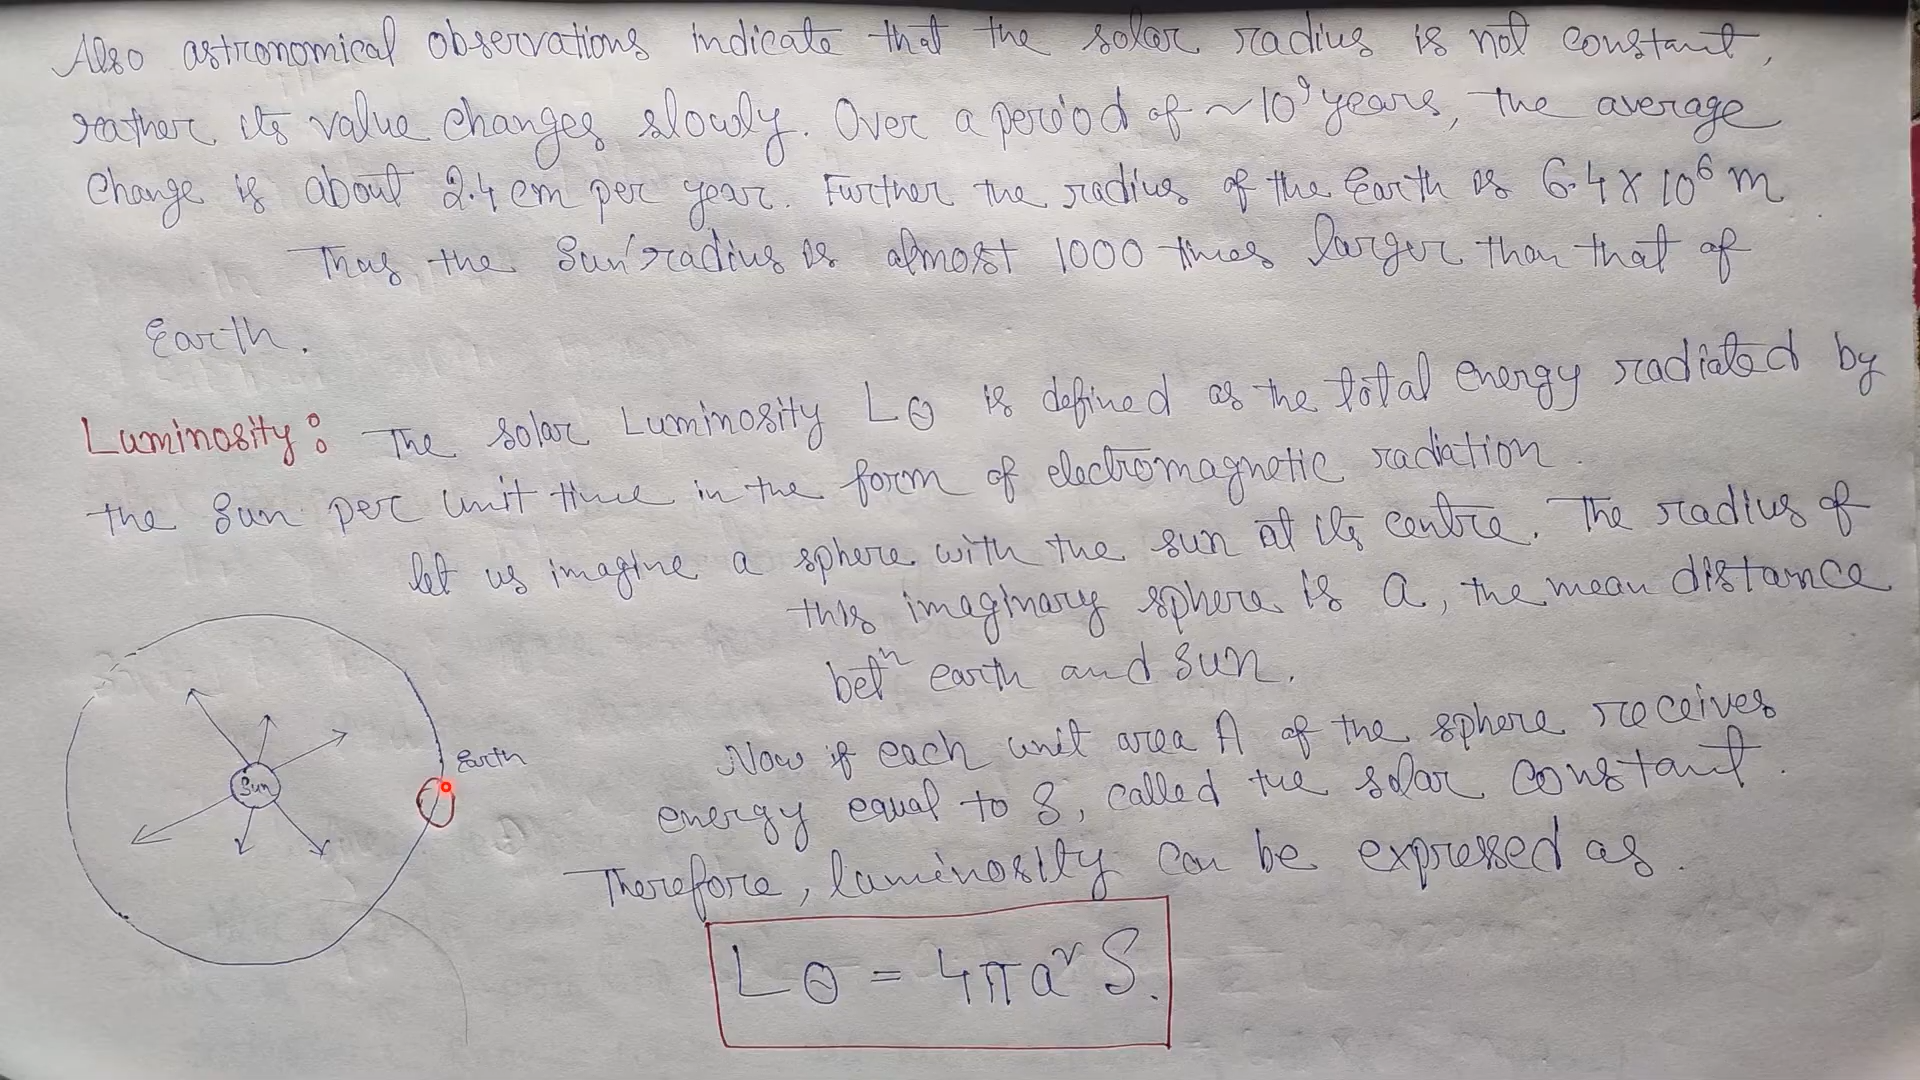 Also astronomical observations indicate that the solar radius is not constant,
rather its value changes slowly. Over a period of ~10⁹ years, the average
change is about 2.4 cm per year. Further the radius of the Earth is 6.4 x 10⁶ m
Thus the Sun' radius is almost 1000 times larger than that of
Earth.
Luminosity: The solar Luminosity L⊙ is defined as the total energy radiated by
the Sun per unit time in the form of electromagnetic radiation.
let us imagine a sphere with the sun at its centre. The radius of
this imaginary sphere is a, the mean distance
betⁿ earth and sun.
Now if each unit area A of the sphere receives
energy equal to S, called the solar constant.
Therefore, luminosity can be expressed as.
L⊙ = 4πa² S.
Sun
Earth